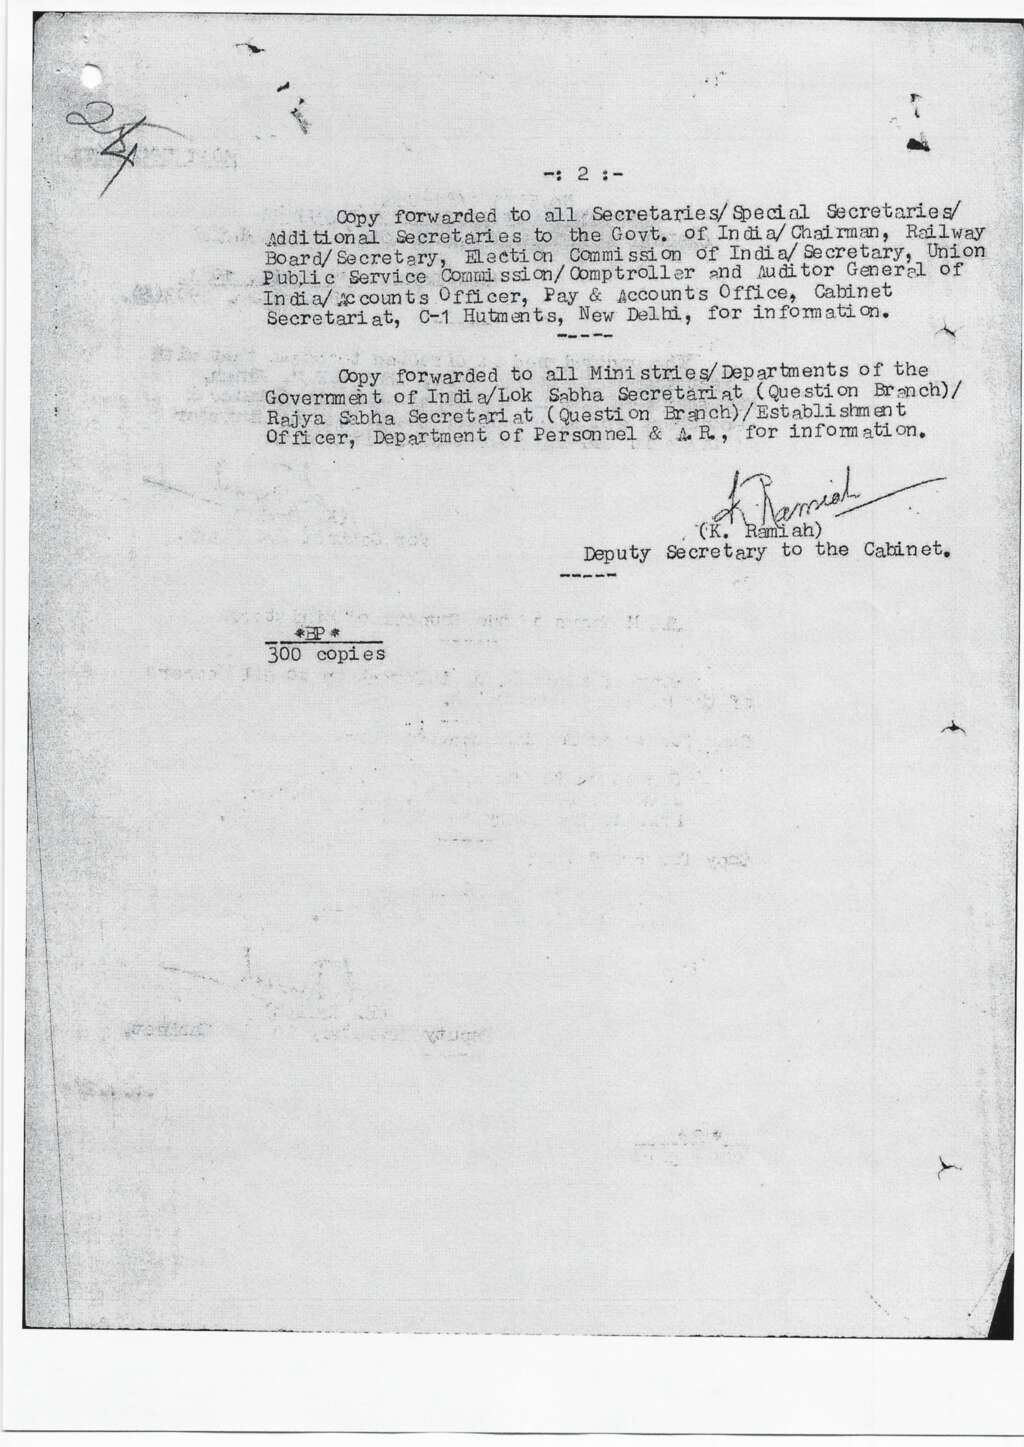 -: 2 :-
Copy forwarded to all Secretaries/Special Secretaries/
Additional Secretaries to the Govt. of India/Chairman, Railway
Board/Secretary, Election Commission of India/Secretary, Union
Public Service Commission/Comptroller and Auditor General of
India/Accounts Officer, Pay & Accounts Office, Cabinet
Secretariat, C-1 Hutments, New Delhi, for information.
-----
Copy forwarded to all Ministries/Departments of the
Government of India/Lok Sabha Secretariat (Question Branch)/
Rajya Sabha Secretariat (Question Branch)/Establishment
Officer, Department of Personnel & A.R., for information.
K Ramiah
(K. Ramiah)
Deputy Secretary to the Cabinet.
-----
*BP*
300 copies